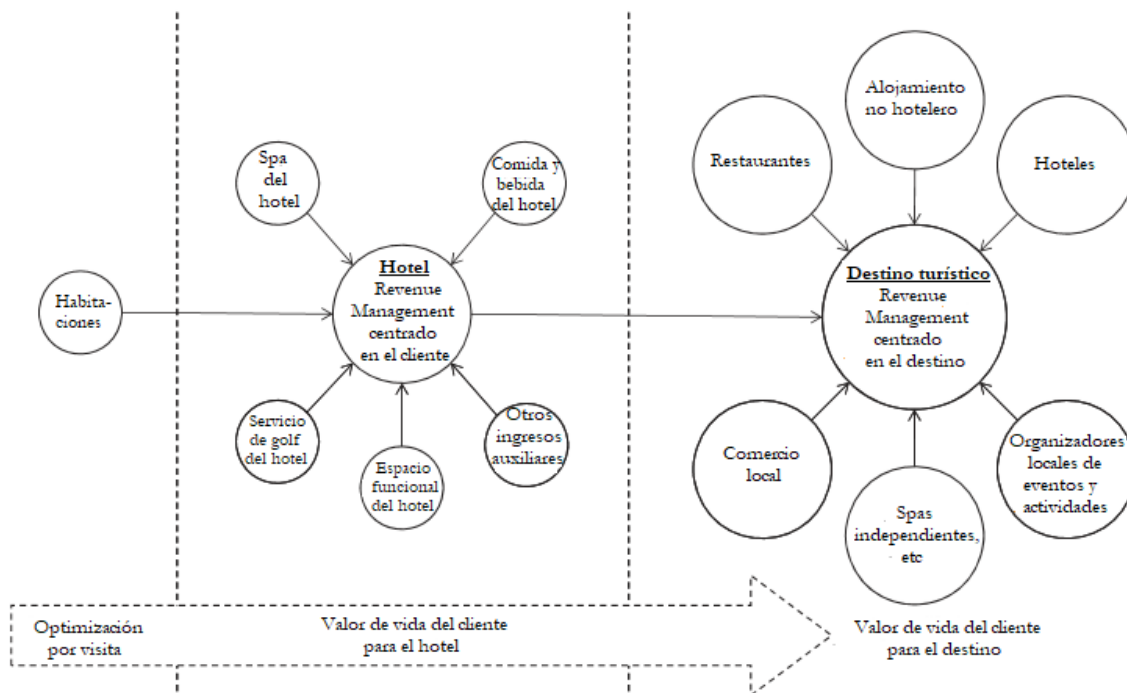 Habita-
ciones
Spa
del
hotel
Comida y
bebida
del hotel
Hotel
Revenue
Management
centrado
en el cliente
Servicio
de golf
del hotel
Espacio
funcional
del hotel
Otros
ingresos
auxiliares
Restaurantes
Alojamiento
no hotelero
Hoteles
Destino turístico
Revenue
Management
centrado
en el destino
Comercio
local
Spas
independientes,
etc
Organizadores
locales de
eventos y
actividades
Optimización
por visita
Valor de vida del cliente
para el hotel
Valor de vida del cliente
para el destino